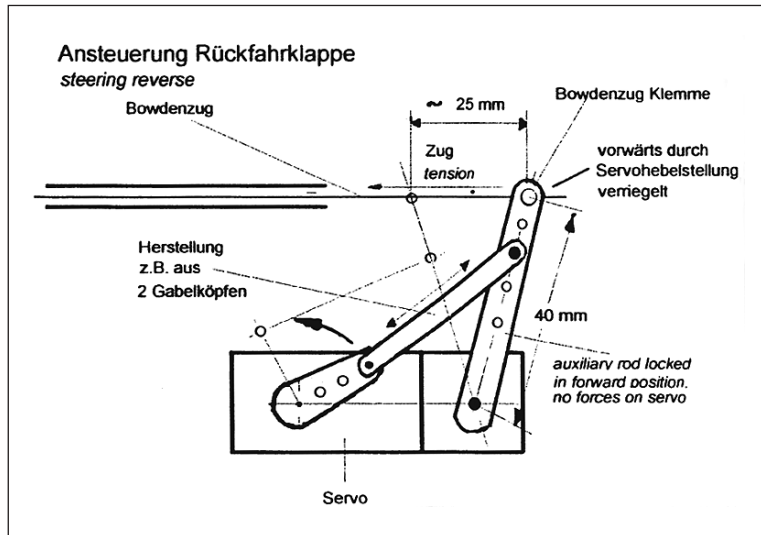 Ansteuerung Rückfahrklappe
steering reverse
Bowdenzug
~ 25 mm
Bowdenzug Klemme
Zug
tension
vorwärts durch
Servohebelstellung
verriegelt
Herstellung
z.B. aus
2 Gabelköpfen
40 mm
auxiliary rod locked
in forward position,
no forces on servo
Servo